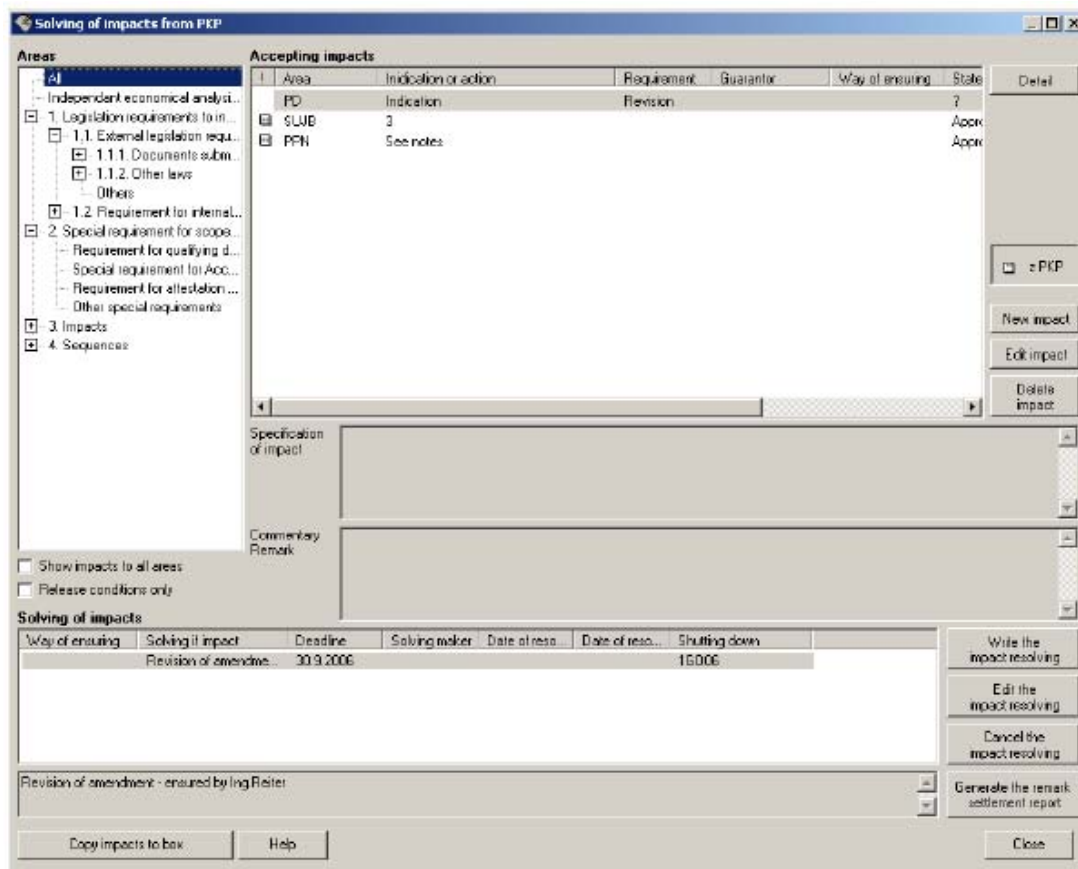 Solving of impacts from PKP
Areas
All
Independant economical analysi...
1. Legislation requirements to in...
1.1. External legislation requ...
1.1.1. Documents subm...
1.1.2. Other laws
Others
1.2. Requirement for internal...
2. Special requirement for scope...
Requirement for qualifying d...
Special requirement for Acc...
Requirement for attestation ...
Other special requirements
3. Impacts
4. Sequences
Show impacts to all areas
Release conditions only
Accepting impacts
! Area Indication or action Requirement Guarantor Way of ensuring State
PD Indication Revision ?
SLUB 3 Appro
PPN See notes Appro
Detail
z PKP
New impact
Edit impact
Delete
impact
Specification
of impact
Commentary
Remark
Solving of impacts
Way of ensuring Solving if impact Deadline Solving maker Date of reso... Date of reso... Shutting down
Revision of amendme... 30.9.2006 16006
Write the
impact resolving
Edit the
impact resolving
Cancel the
impact resolving
Revision of amendment - ensured by Ing Reiter
Generate the remark
settlement report
Copy impacts to box
Help
Close